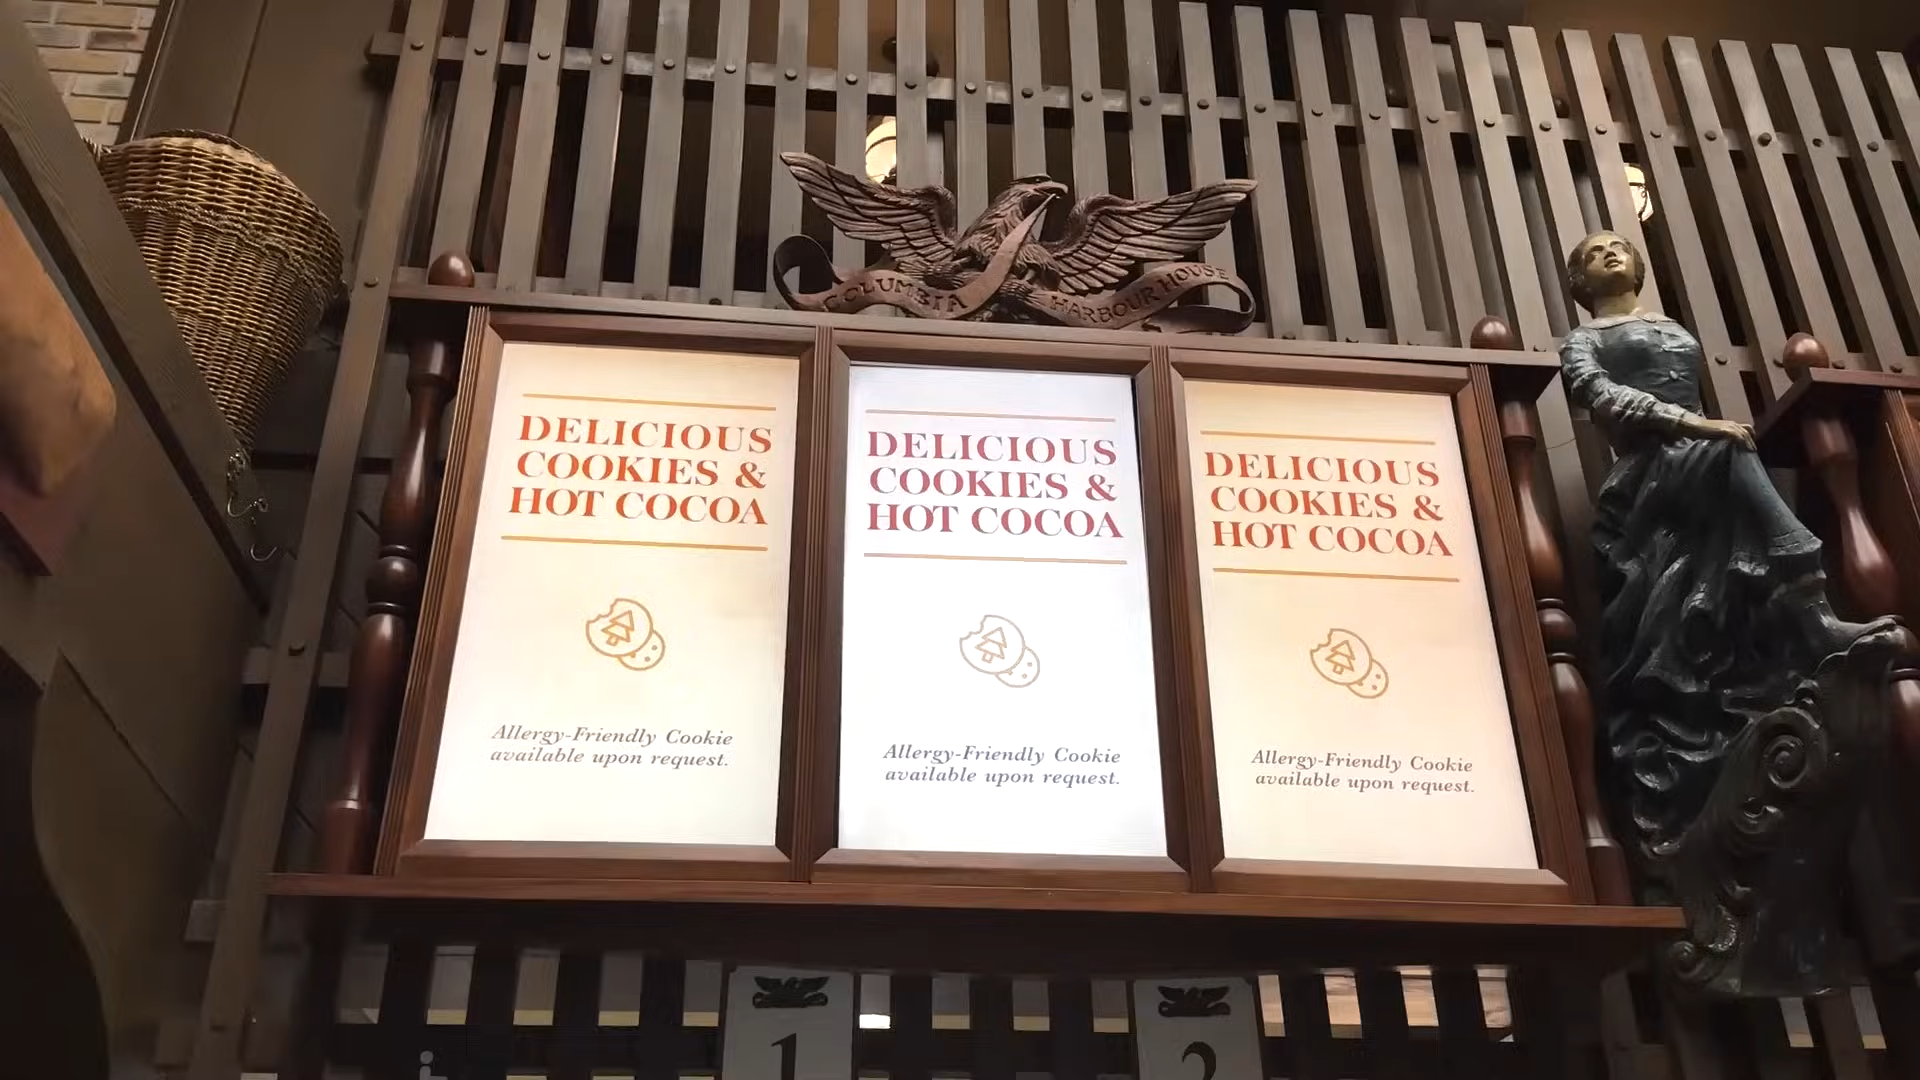 COLUMBIA HARBOUR HOUSE
DELICIOUS
COOKIES &
HOT COCOA
Allergy-Friendly Cookie
available upon request.
DELICIOUS
COOKIES &
HOT COCOA
Allergy-Friendly Cookie
available upon request.
DELICIOUS
COOKIES &
HOT COCOA
Allergy-Friendly Cookie
available upon request.
1
2